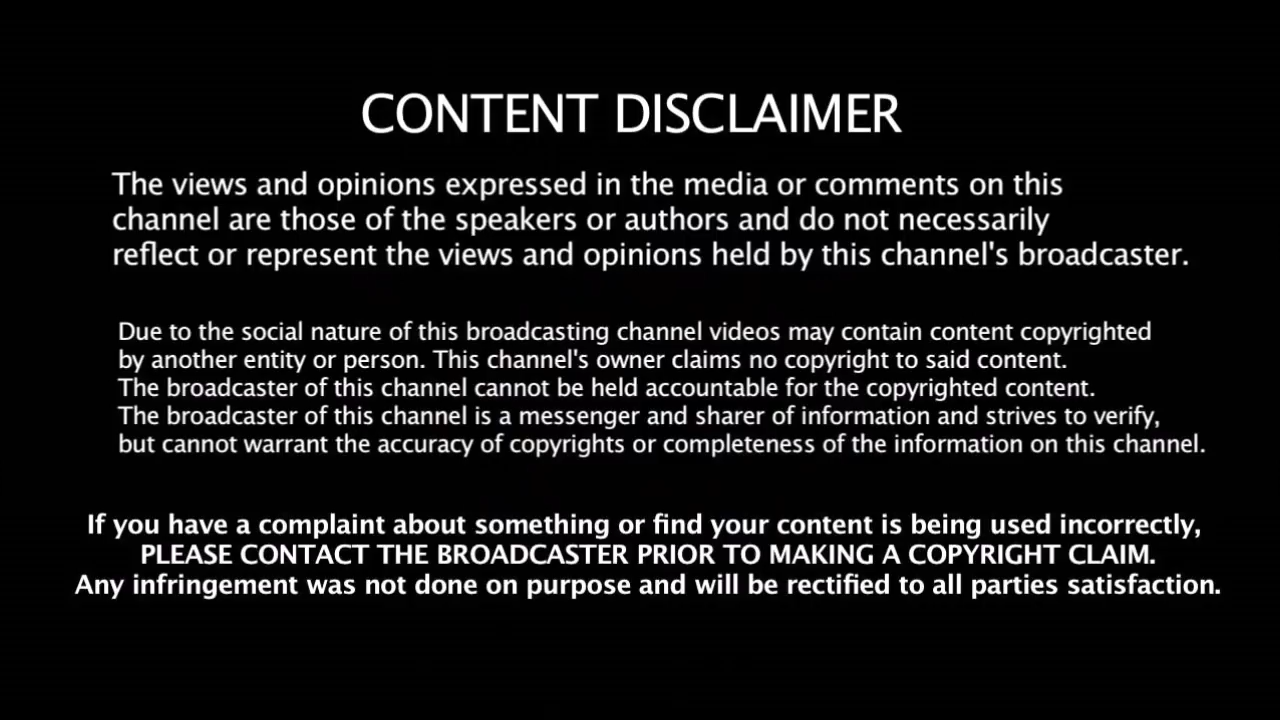 CONTENT DISCLAIMER
The views and opinions expressed in the media or comments on this
channel are those of the speakers or authors and do not necessarily
reflect or represent the views and opinions held by this channel's broadcaster.
Due to the social nature of this broadcasting channel videos may contain content copyrighted
by another entity or person. This channel's owner claims no copyright to said content.
The broadcaster of this channel cannot be held accountable for the copyrighted content.
The broadcaster of this channel is a messenger and sharer of information and strives to verify,
but cannot warrant the accuracy of copyrights or completeness of the information on this channel.
If you have a complaint about something or find your content is being used incorrectly,
PLEASE CONTACT THE BROADCASTER PRIOR TO MAKING A COPYRIGHT CLAIM.
Any infringement was not done on purpose and will be rectified to all parties satisfaction.